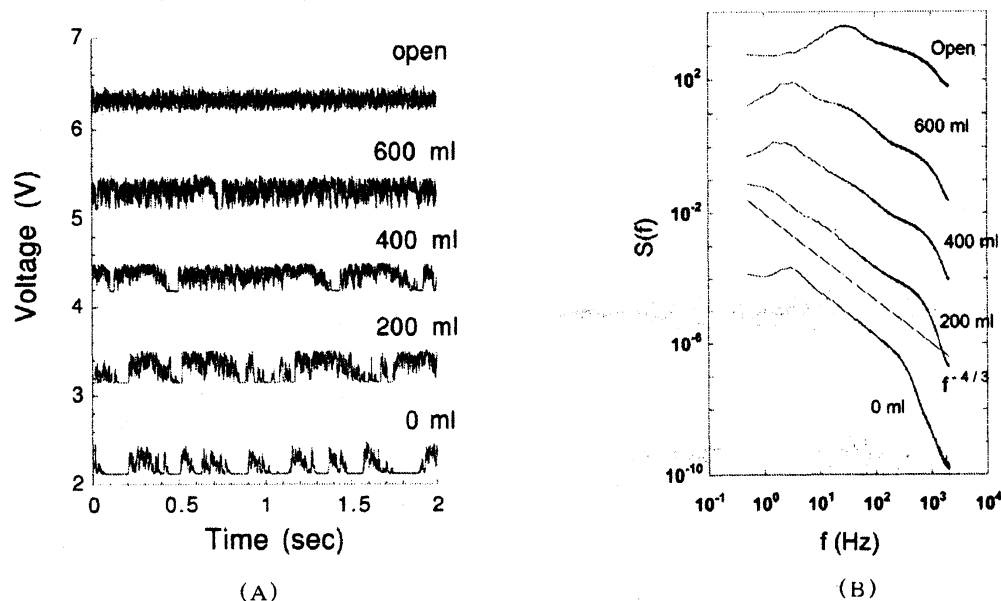 7
6
5
4
3
2
Voltage (V)
open
600 ml
400 ml
200 ml
0 ml
0
0.5
1
1.5
2
Time (sec)
(A)
10²
10⁻²
10⁻⁶
10⁻¹⁰
S(f)
Open
600 ml
400 ml
200 ml
f⁻⁴/³
0 ml
10⁻¹
10⁰
10¹
10²
10³
10⁴
f (Hz)
(B)